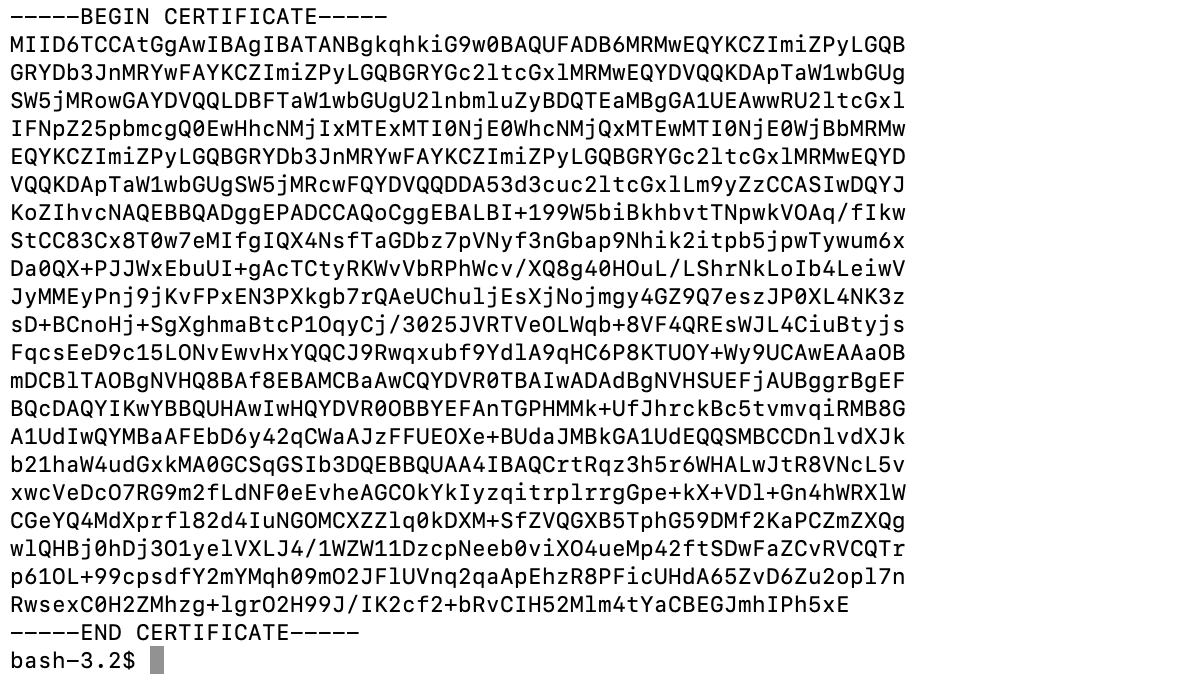 -----BEGIN CERTIFICATE-----
MIID6TCCAtGgAwIBAgIBATANBgkqhkiG9w0BAQUFADB6MRMwEQYKCZImiZPyLGQB
GRYDb3JnMRYwFAYKCZImiZPyLGQBGRYGc2ltcGxlMRMwEQYDVQQKDApTaW1wbGUg
SW5jMRowGAYDVQQLDBFTaW1wbGUgU2lnbmluZyBDQTEaMBgGA1UEAwwRU2ltcGxl
IFNpZ25pbmcgQ0EwHhcNMjIxMTExMTI0NjE0WhcNMjQxMTEwMTI0NjE0WjBbMRMw
EQYKCZImiZPyLGQBGRYDb3JnMRYwFAYKCZImiZPyLGQBGRYGc2ltcGxlMRMwEQYD
VQQKDApTaW1wbGUgSW5jMRcwFQYDVQQDDA53d3cuc2ltcGxlLm9yZzCCASIwDQYJ
KoZIhvcNAQEBBQADggEPADCCAQoCggEBALBI+199W5biBkhbvtTNpwkVOAq/fIkw
StCC83Cx8T0w7eMIfgIQX4NsfTaGDbz7pVNyf3nGbap9Nhik2itpb5jpwTywum6x
Da0QX+PJJWxEbuUI+gAcTCtyRKWvVbRPhWcv/XQ8g40HOuL/LShrNkLoIb4LeiwV
JyMMEyPnj9jKvFPxEN3PXkgb7rQAeUChuljEsXjNojmgy4GZ9Q7eszJP0XL4NK3z
sD+BCnoHj+SgXghmaBtcP1OqyCj/3025JVRTVeOLWqb+8VF4QREsWJL4CiuBtyjs
FqcsEeD9c15LONvEwvHxYQQCJ9Rwqxubf9YdlA9qHC6P8KTUOY+Wy9UCAwEAAaOB
mDCBlTAOBgNVHQ8BAf8EBAMCBaAwCQYDVR0TBAIwADAdBgNVHSUEFjAUBggrBgEF
BQcDAQYIKwYBBQUHAwIwHQYDVR0OBBYEFAnTGPHMMk+UfJhrckBc5tvmvqiRMB8G
A1UdIwQYMBaAFEbD6y42qCWaAJzFFUEOXe+BUdaJMBkGA1UdEQQSMBCCDnlvdXJk
b21haW4udGxkMA0GCSqGSIb3DQEBBQUAA4IBAQCrtRqz3h5r6WHALwJtR8VNcL5v
xwcVeDcO7RG9m2fLdNF0eEvheAGCOkYkIyzqitrplrrgGpe+kX+VDl+Gn4hWRXlW
CGeYQ4MdXprfl82d4IuNGOMCXZZlq0kDXM+SfZVQGXB5TphG59DMf2KaPCZmZXQg
wlQHBj0hDj3O1yelVXLJ4/1WZW11DzcpNeeb0viXO4ueMp42ftSDwFaZCvRVCQTr
p61OL+99cpsdfY2mYMqh09mO2JFlUVnq2qaApEhzR8PFicUHdA65ZvD6Zu2opl7n
RwsexC0H2ZMhzg+lgrO2H99J/IK2cf2+bRvCIH52Mlm4tYaCBEGJmhIPh5xE
-----END CERTIFICATE-----
bash-3.2$